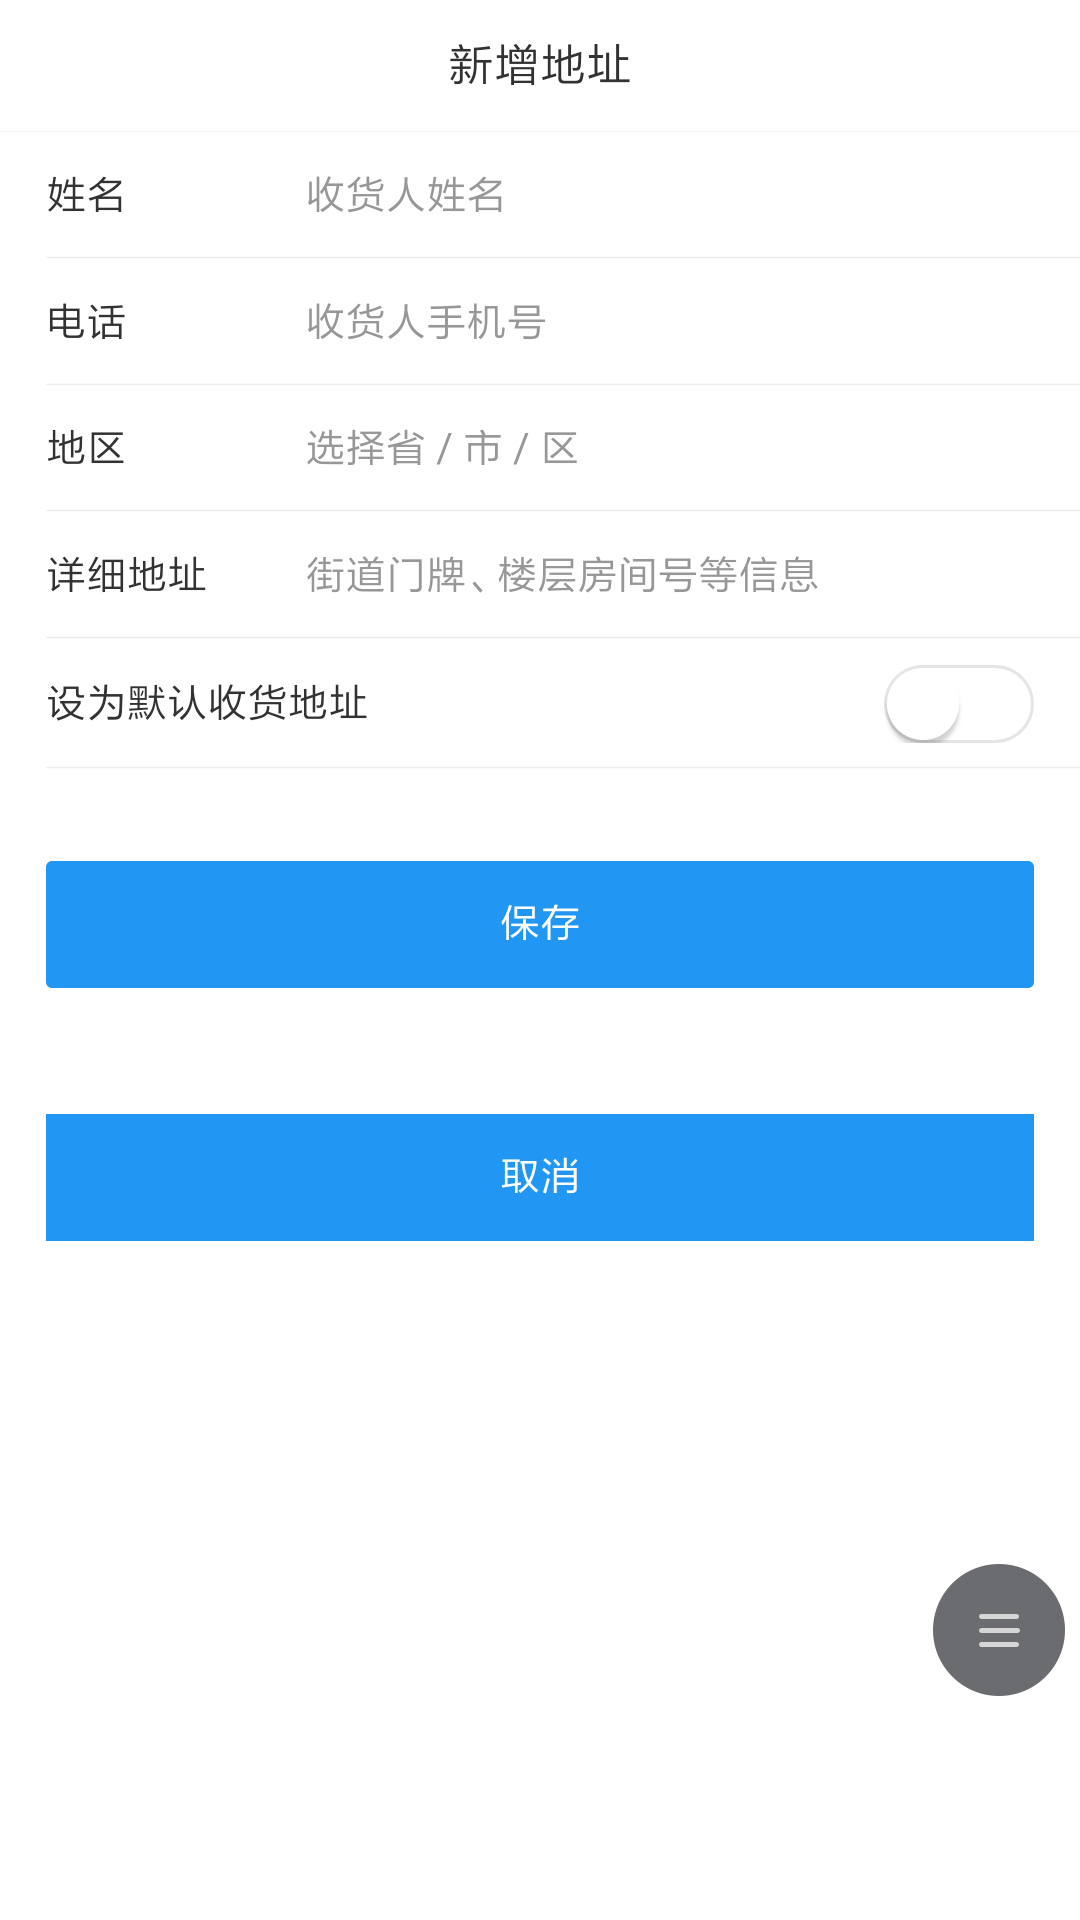 新增地址
姓名 收货人姓名
电话 收货人手机号
地区 选择省 / 市 / 区
详细地址 街道门牌、楼层房间号等信息
设为默认收货地址
保存
取消